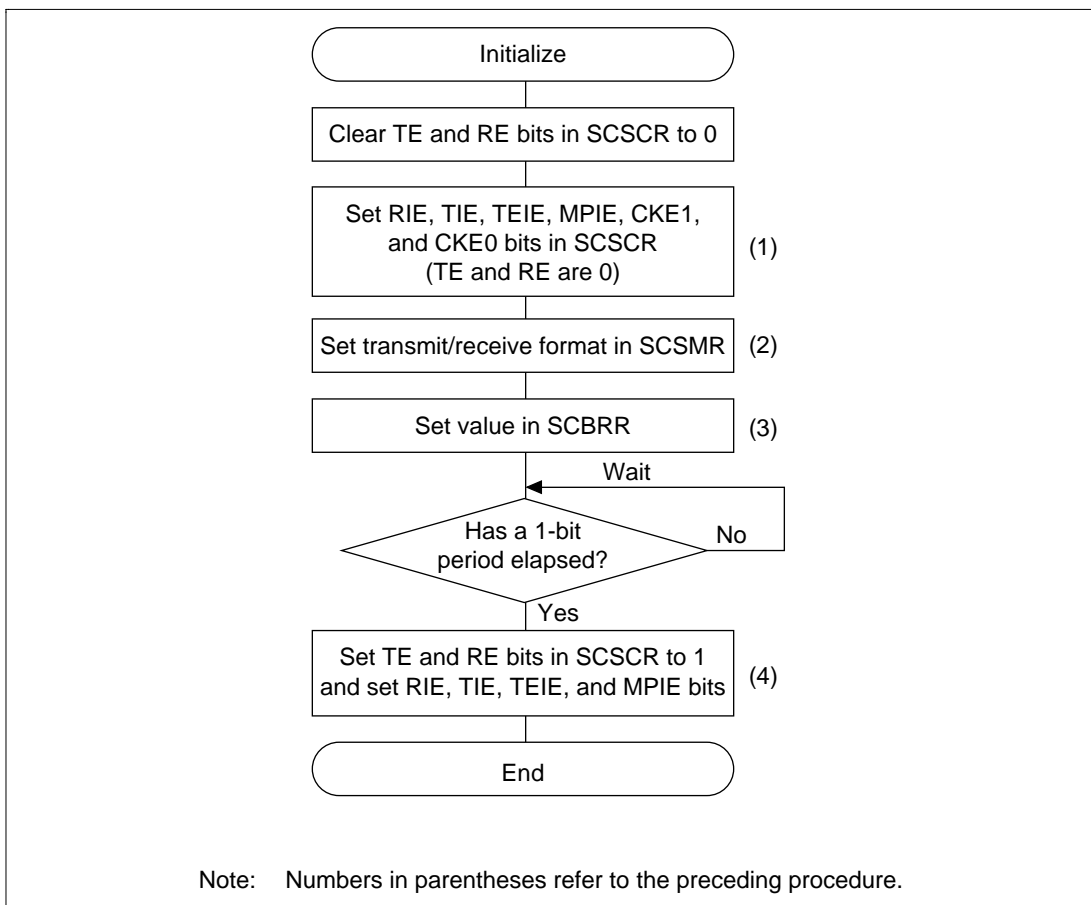 Initialize
Clear TE and RE bits in SCSCR to 0
Set RIE, TIE, TEIE, MPIE, CKE1,
and CKE0 bits in SCSCR
(TE and RE are 0)
(1)
Set transmit/receive format in SCSMR
(2)
Set value in SCBRR
(3)
Wait
Has a 1-bit
period elapsed?
No
Yes
Set TE and RE bits in SCSCR to 1
and set RIE, TIE, TEIE, and MPIE bits
(4)
End
Note: Numbers in parentheses refer to the preceding procedure.